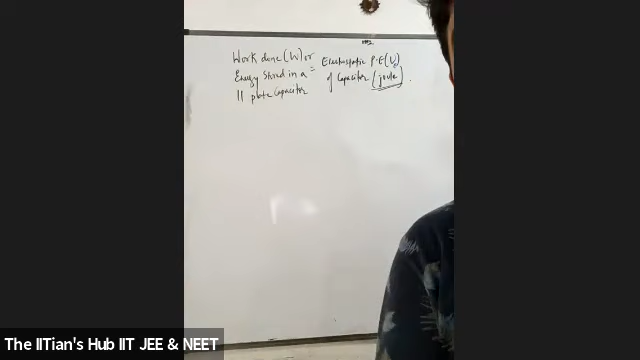 Work done (W) or = Electrostatic P.E (U)
Energy stored in a of Capacitor (joule)
|| plate Capacitor
The IITian's Hub IIT JEE & NEET